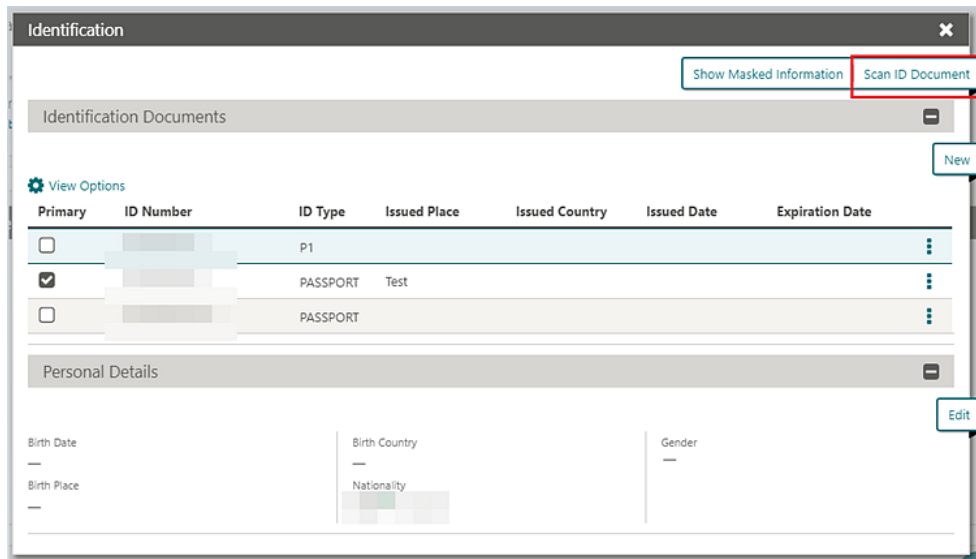 Identification
Show Masked Information Scan ID Document
Identification Documents
New
View Options
Primary ID Number ID Type Issued Place Issued Country Issued Date Expiration Date
P1
PASSPORT Test
PASSPORT
Personal Details
Edit
Birth Date Birth Country Gender
— — —
Birth Place Nationality
—